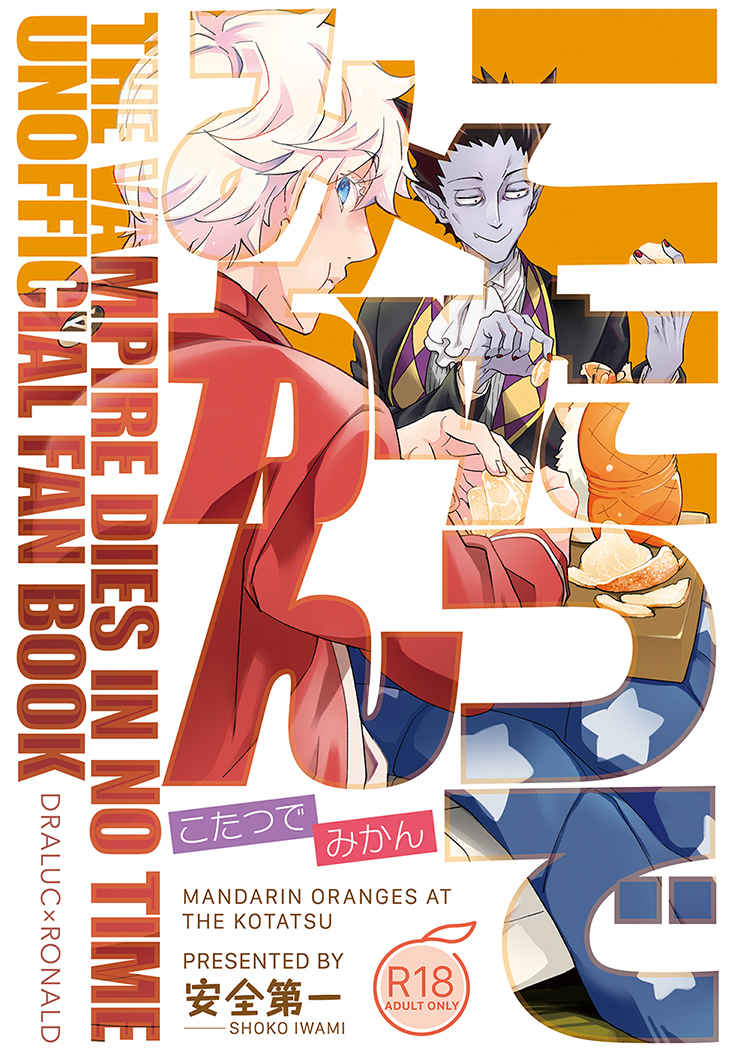 こたつで
みかん
THE VAMPIRE DIES IN NO TIME
UNOFFICIAL FAN BOOK
DRALUC×RONALD
こたつで
みかん
MANDARIN ORANGES AT
THE KOTATSU
PRESENTED BY
安全第一
SHOKO IWAMI
R18
ADULT ONLY